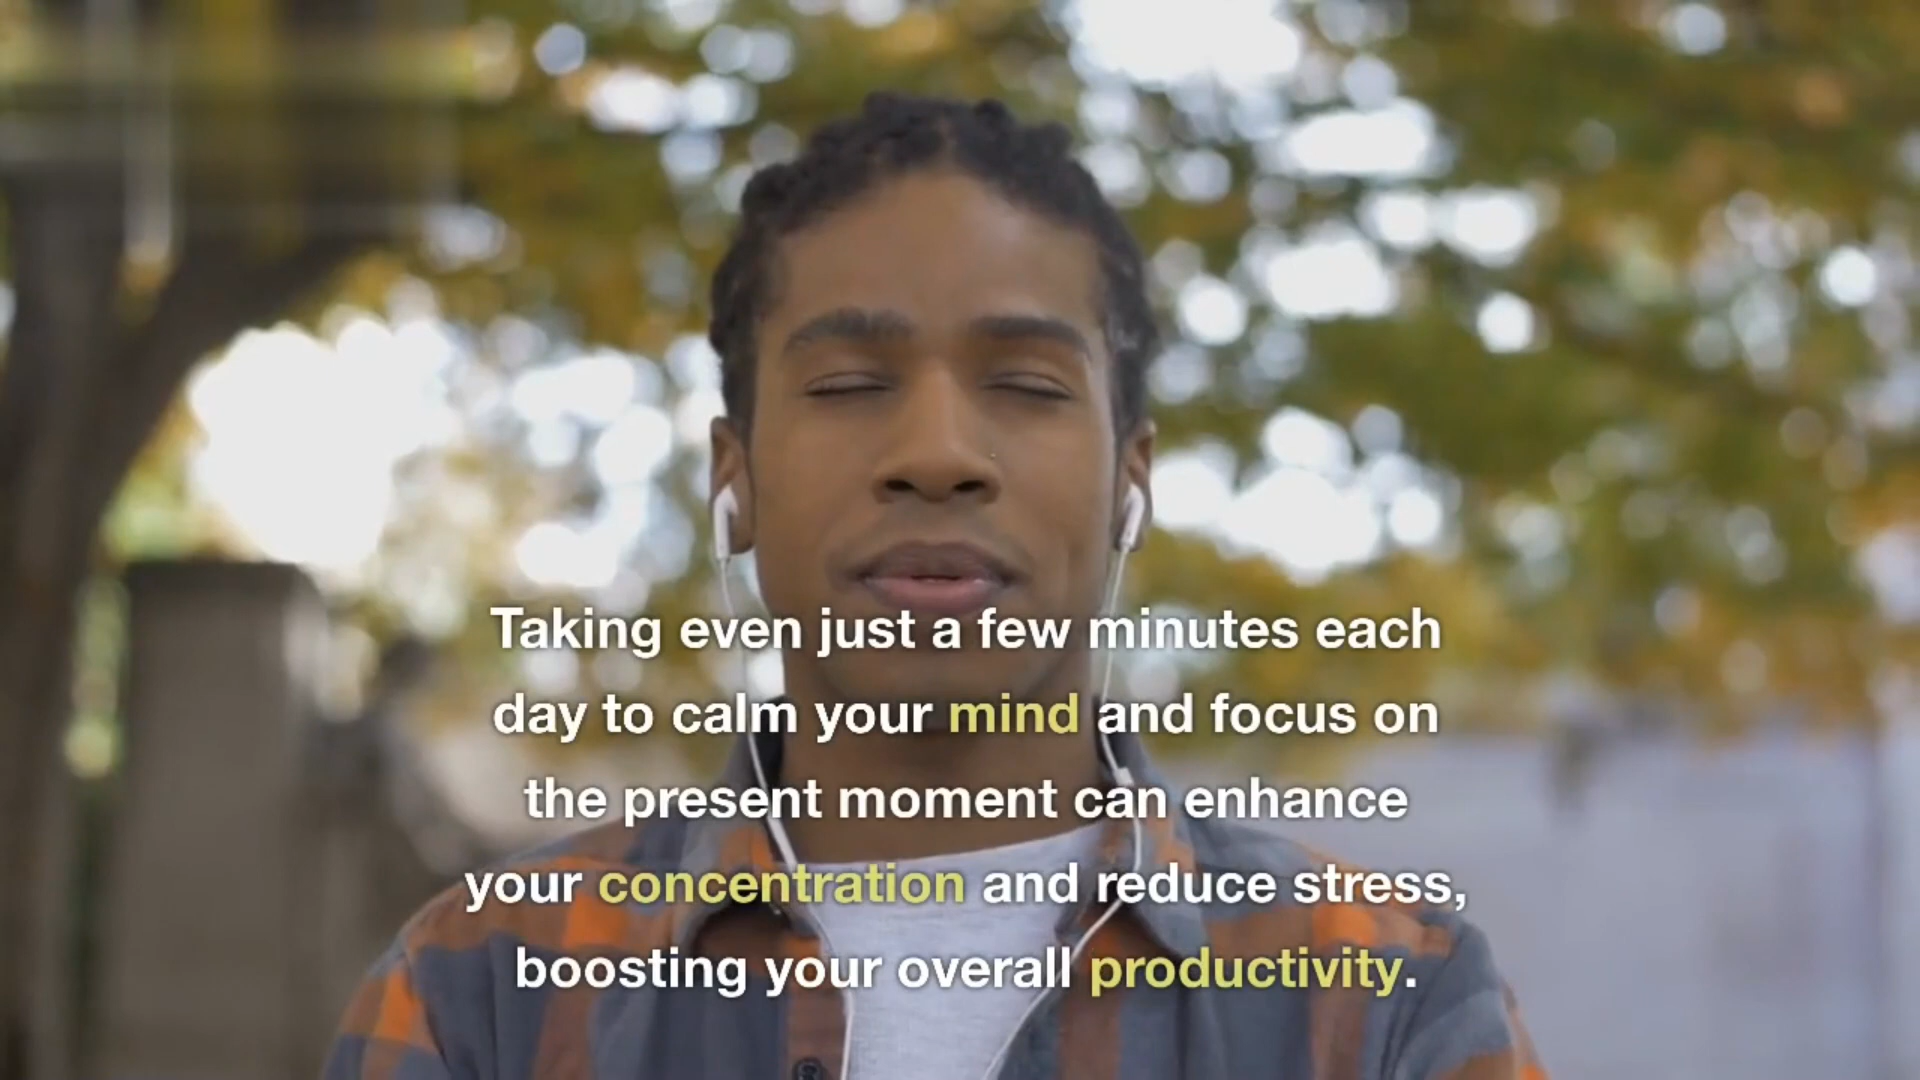 Taking even just a few minutes each
day to calm your mind and focus on
the present moment can enhance
your concentration and reduce stress,
boosting your overall productivity.